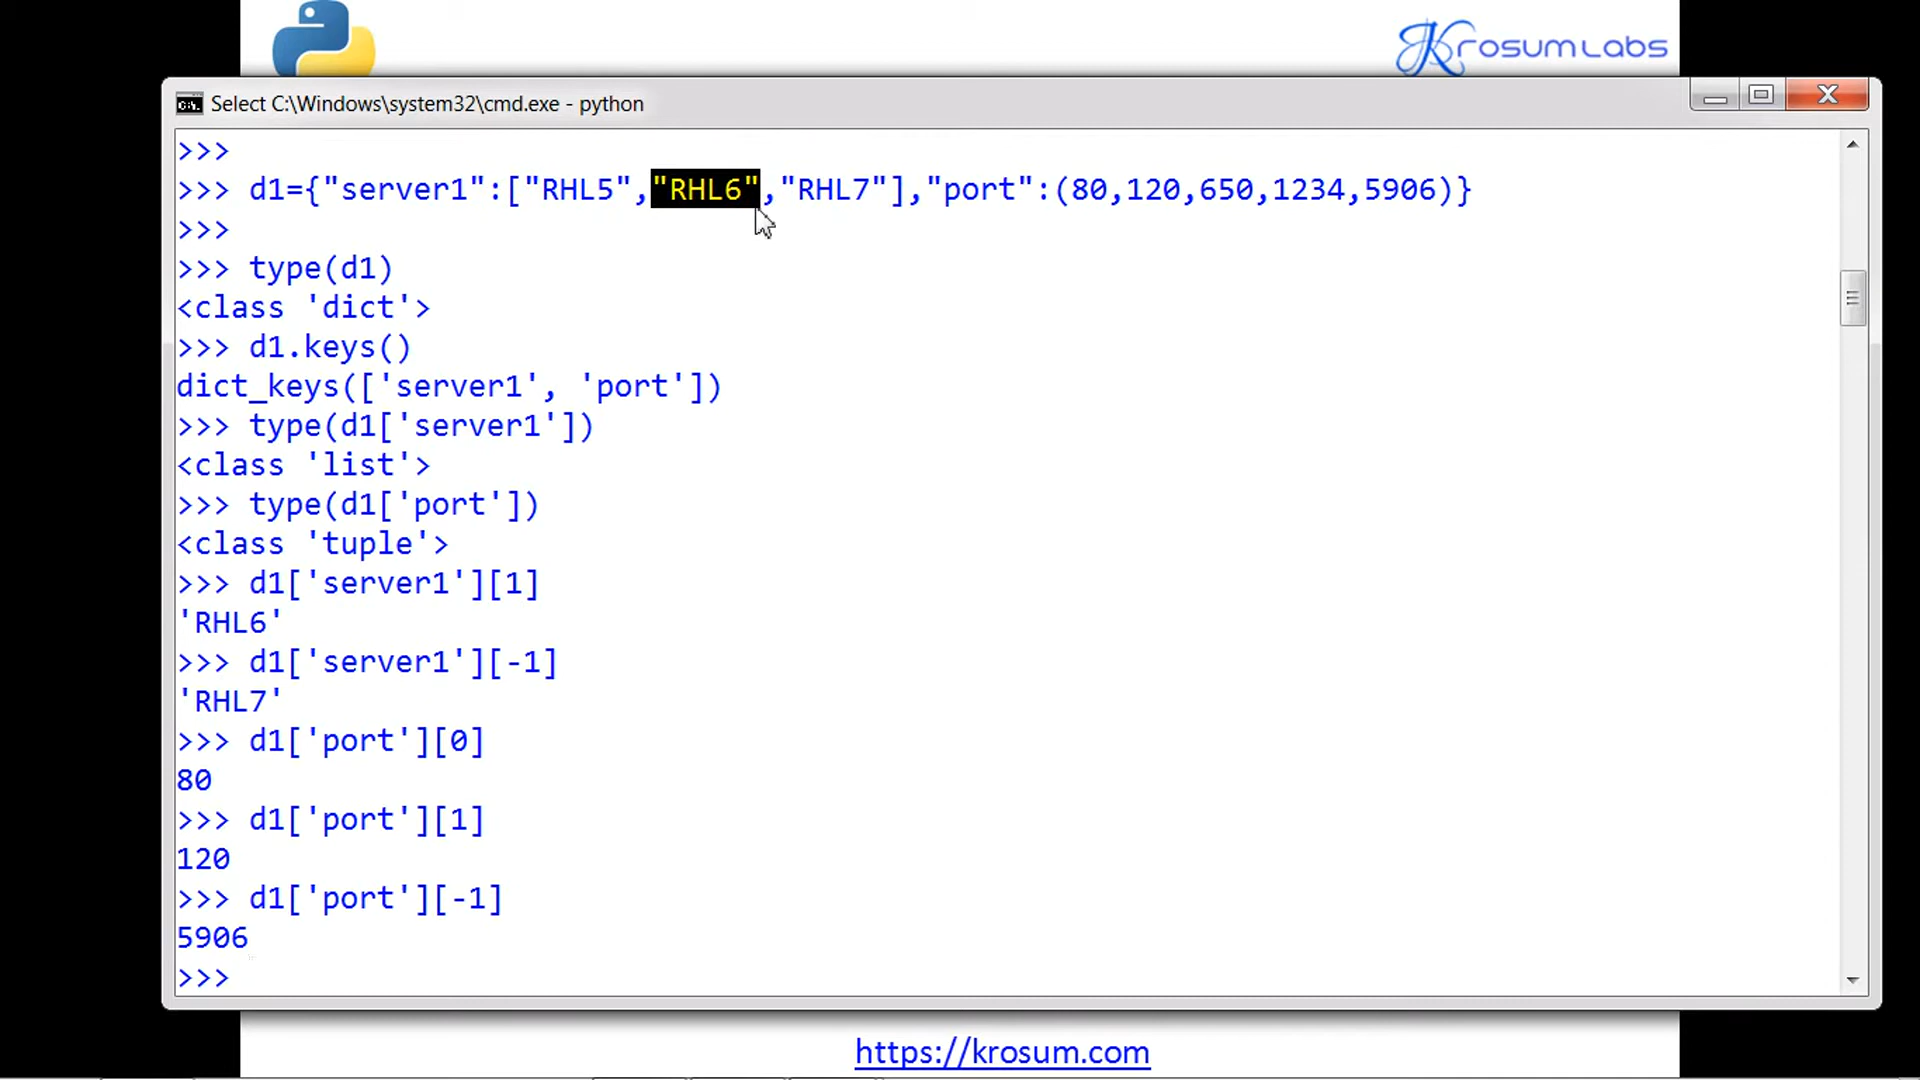 Krosum Labs
Select C:\Windows\system32\cmd.exe - python
>>>
>>> d1={"server1":["RHL5","RHL6","RHL7"],"port":(80,120,650,1234,5906)}
>>>
>>> type(d1)
<class 'dict'>
>>> d1.keys()
dict_keys(['server1', 'port'])
>>> type(d1['server1'])
<class 'list'>
>>> type(d1['port'])
<class 'tuple'>
>>> d1['server1'][1]
'RHL6'
>>> d1['server1'][-1]
'RHL7'
>>> d1['port'][0]
80
>>> d1['port'][1]
120
>>> d1['port'][-1]
5906
>>>
https://krosum.com